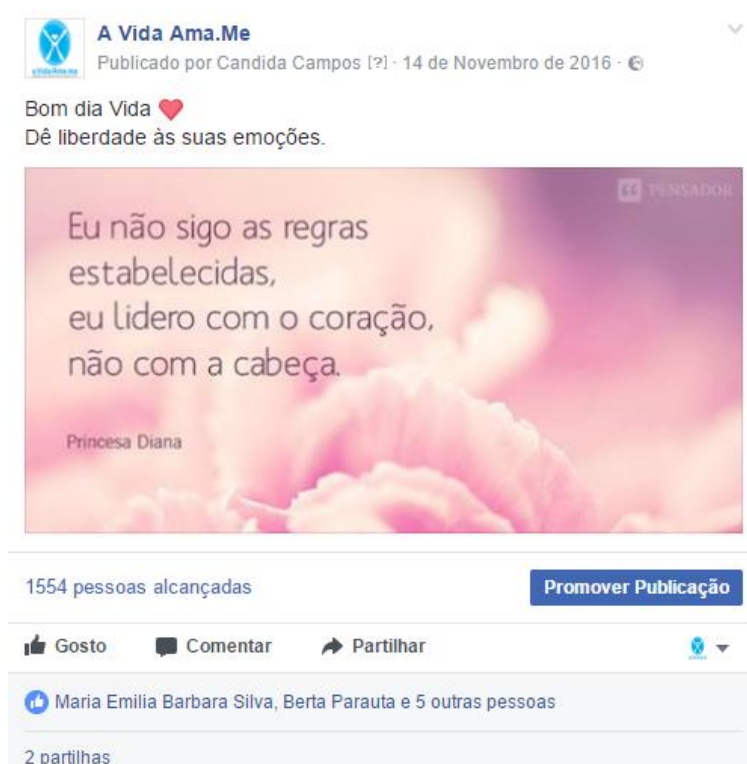 A Vida Ama.Me
Publicado por Candida Campos [?] · 14 de Novembro de 2016 ·
Bom dia Vida ❤
Dê liberdade às suas emoções.
PENSADOR
Eu não sigo as regras
estabelecidas,
eu lidero com o coração,
não com a cabeça.
Princesa Diana
1554 pessoas alcançadas
Promover Publicação
Gosto Comentar Partilhar
Maria Emilia Barbara Silva, Berta Parauta e 5 outras pessoas
2 partilhas